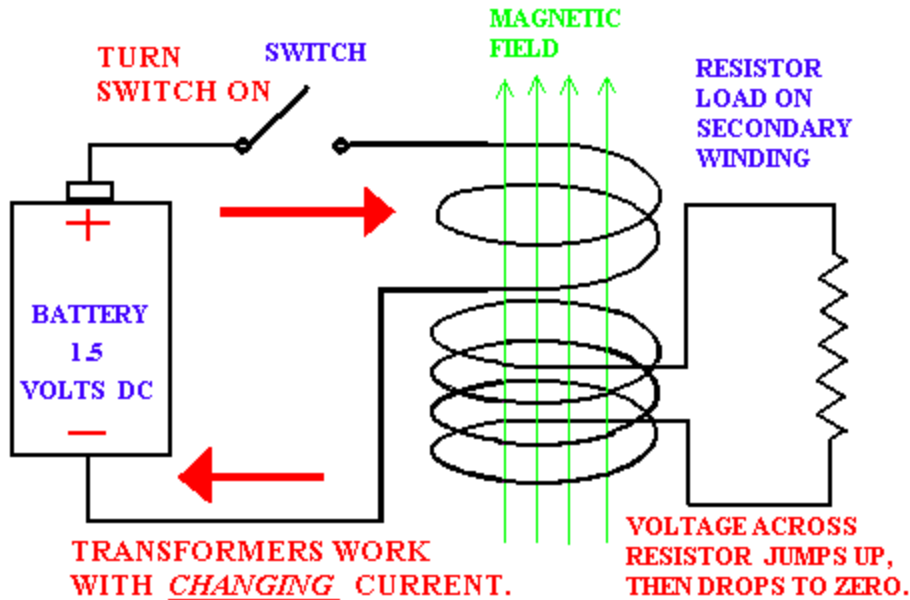 TURN
SWITCH ON
SWITCH
MAGNETIC
FIELD
RESISTOR
LOAD ON
SECONDARY
WINDING
+
BATTERY
1.5
VOLTS DC
−
TRANSFORMERS WORK
WITH CHANGING CURRENT.
VOLTAGE ACROSS
RESISTOR JUMPS UP,
THEN DROPS TO ZERO.